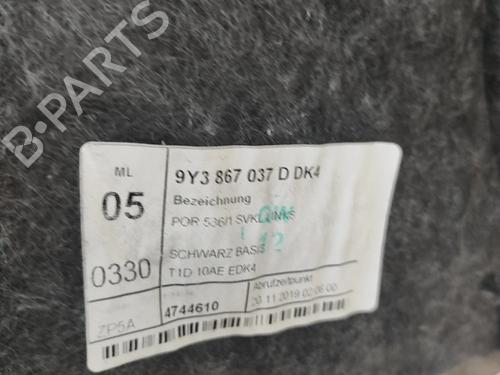 B-PARTS
ML
05
0330
ZP5A
9Y3 867 037 D DK4
Bezeichnung
POR 536/1 SVKL LINKS
SCHWARZ BASIS
T1D 10AE EDK4
4744610
Abrufzeitpunkt
20.11.2019 02:06:00